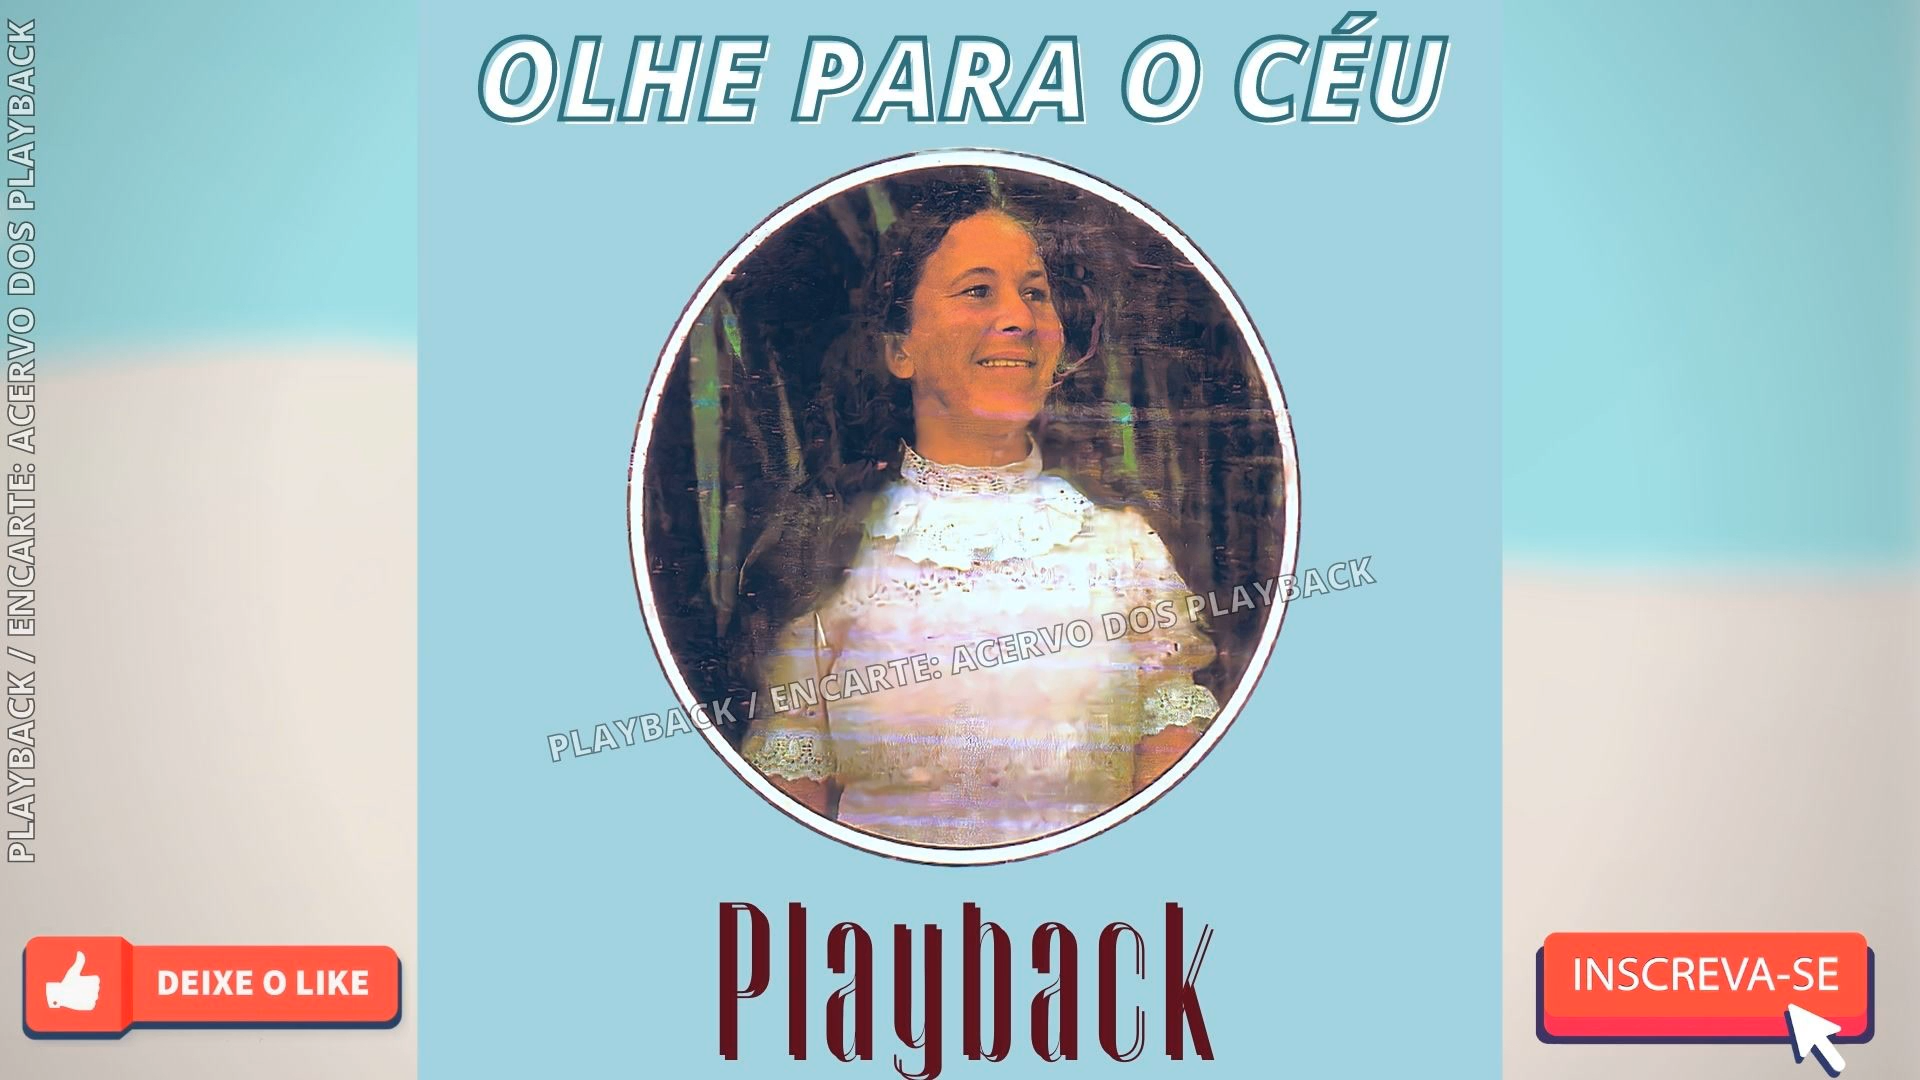 OLHE PARA O CÉU
PLAYBACK / ENCARTE: ACERVO DOS PLAYBACK
PLAYBACK / ENCARTE: ACERVO DOS PLAYBACK
Playback
DEIXE O LIKE
INSCREVA-SE